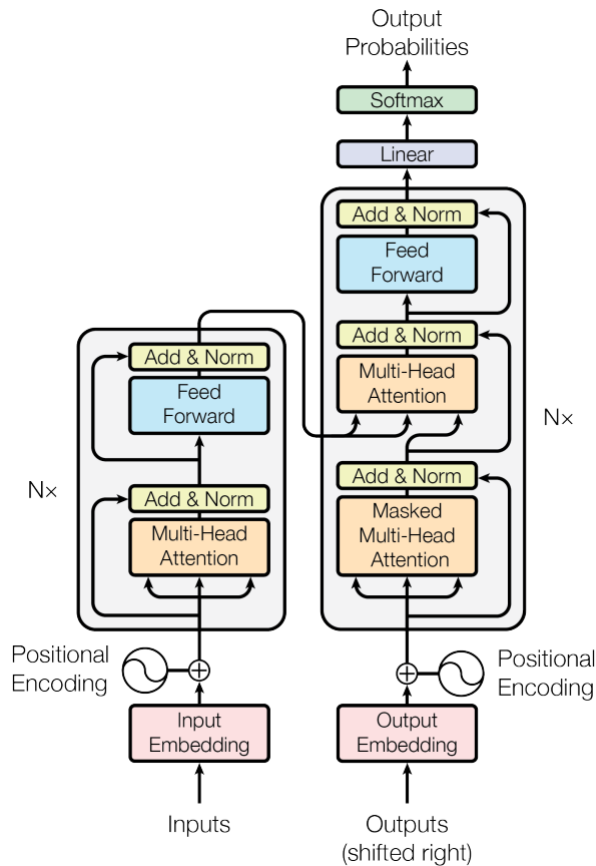 Output
Probabilities
Softmax
Linear
Add & Norm
Feed
Forward
Add & Norm
Multi-Head
Attention
Add & Norm
Masked
Multi-Head
Attention
Nx
Positional
Encoding
Output
Embedding
Outputs
(shifted right)
Add & Norm
Feed
Forward
Add & Norm
Multi-Head
Attention
Nx
Positional
Encoding
Input
Embedding
Inputs